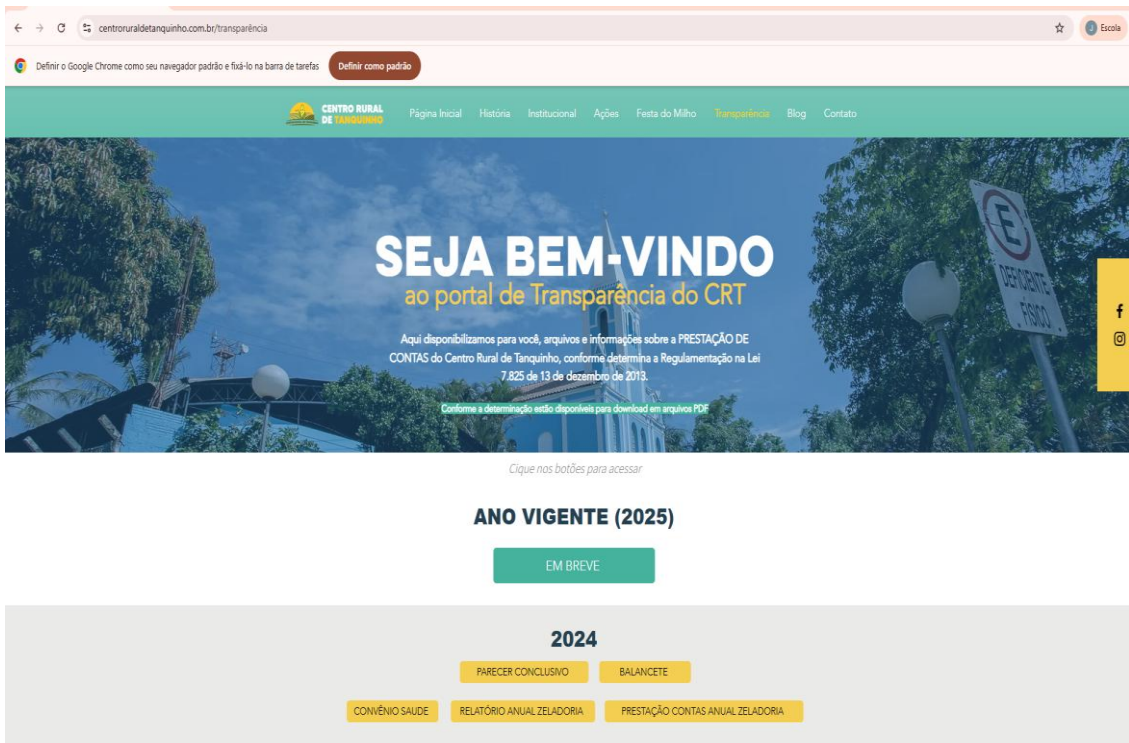 centroruraldetanquinho.com.br/transparência
Escola
Definir o Google Chrome como seu navegador padrão e fixá-lo na barra de tarefas
Definir como padrão
CENTRO RURAL
DE TANQUINHO
Página Inicial História Institucional Ações Festa do Milho Transparência Blog Contato
SEJA BEM-VINDO
ao portal de Transparência do CRT
Aqui disponibilizamos para você, arquivos e informações sobre a PRESTAÇÃO DE
CONTAS do Centro Rural de Tanquinho, conforme determina a Regulamentação na Lei
7.825 de 13 de dezembro de 2013.
Conforme a determinação estão disponíveis para download em arquivos PDF
E
DEFICIENTE
FÍSICO
Cique nos botões para acessar
ANO VIGENTE (2025)
EM BREVE
2024
PARECER CONCLUSIVO BALANCETE
CONVÊNIO SAUDE RELATÓRIO ANUAL ZELADORIA PRESTAÇÃO CONTAS ANUAL ZELADORIA